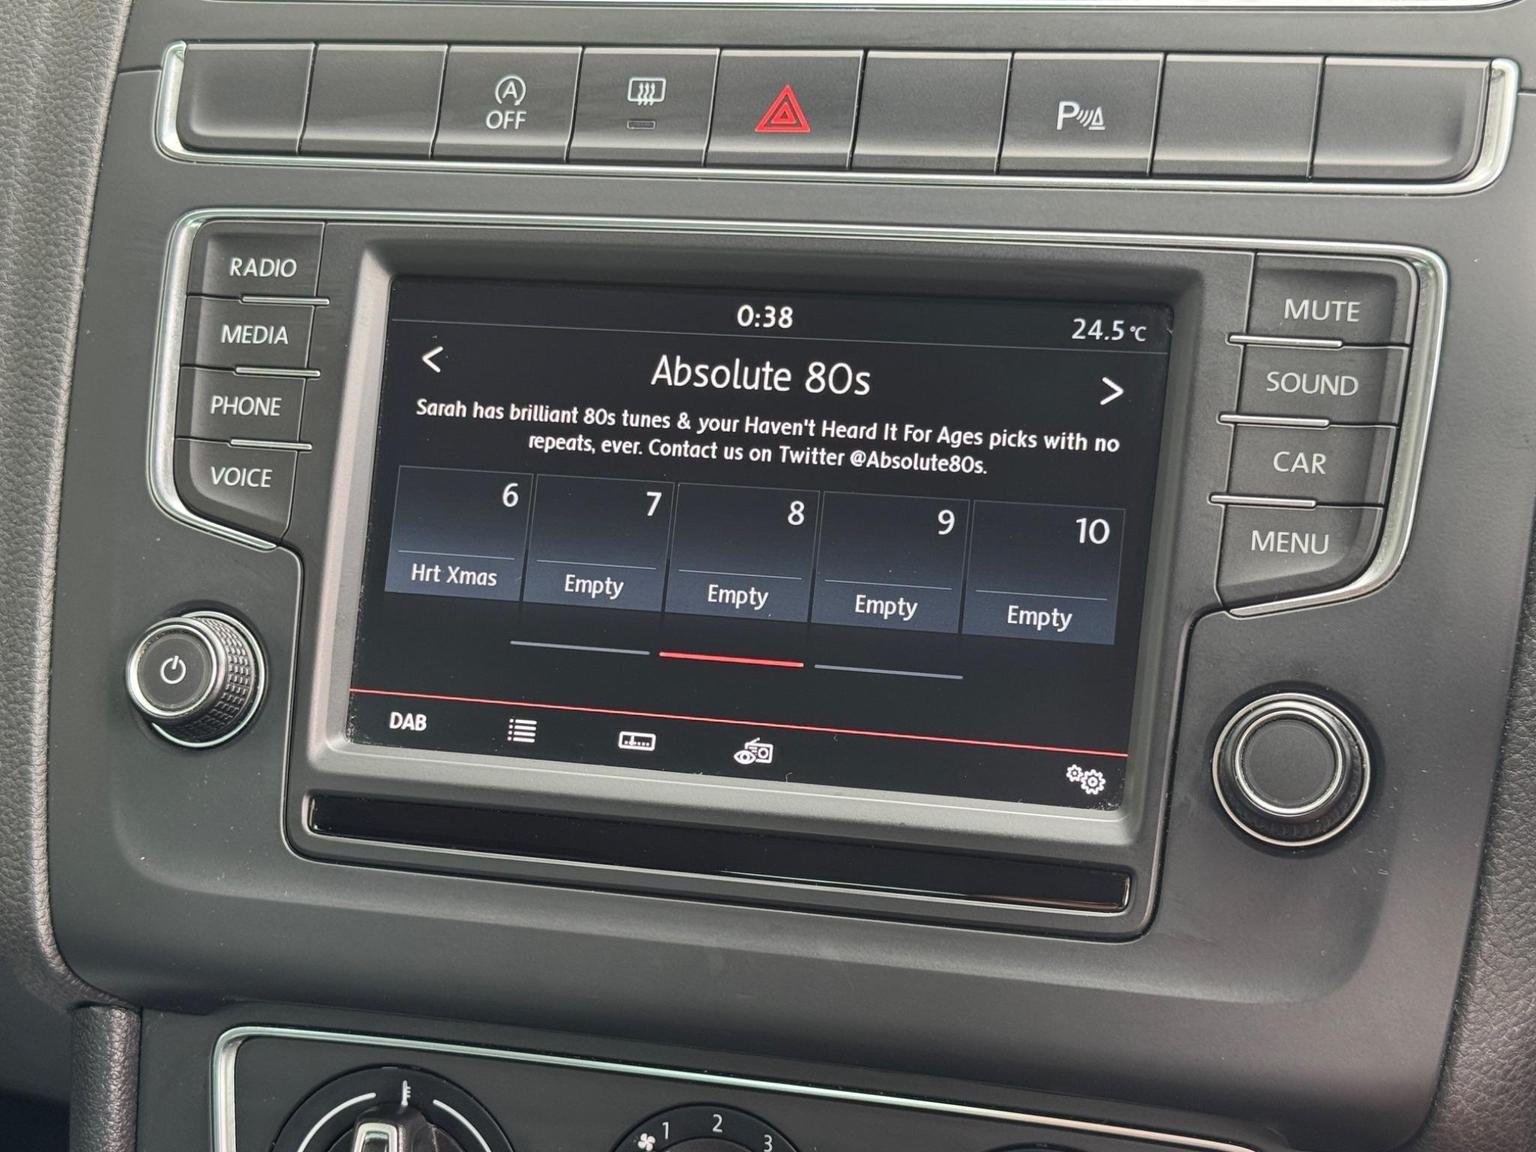 A
OFF
P
RADIO
MEDIA
PHONE
VOICE
0:38
24.5°C
< Absolute 80s >
Sarah has brilliant 80s tunes & your Haven't Heard It For Ages picks with no
repeats, ever. Contact us on Twitter @Absolute80s.
6 7 8 9 10
Hrt Xmas Empty Empty Empty Empty
DAB
MUTE
SOUND
CAR
MENU
1 2 3